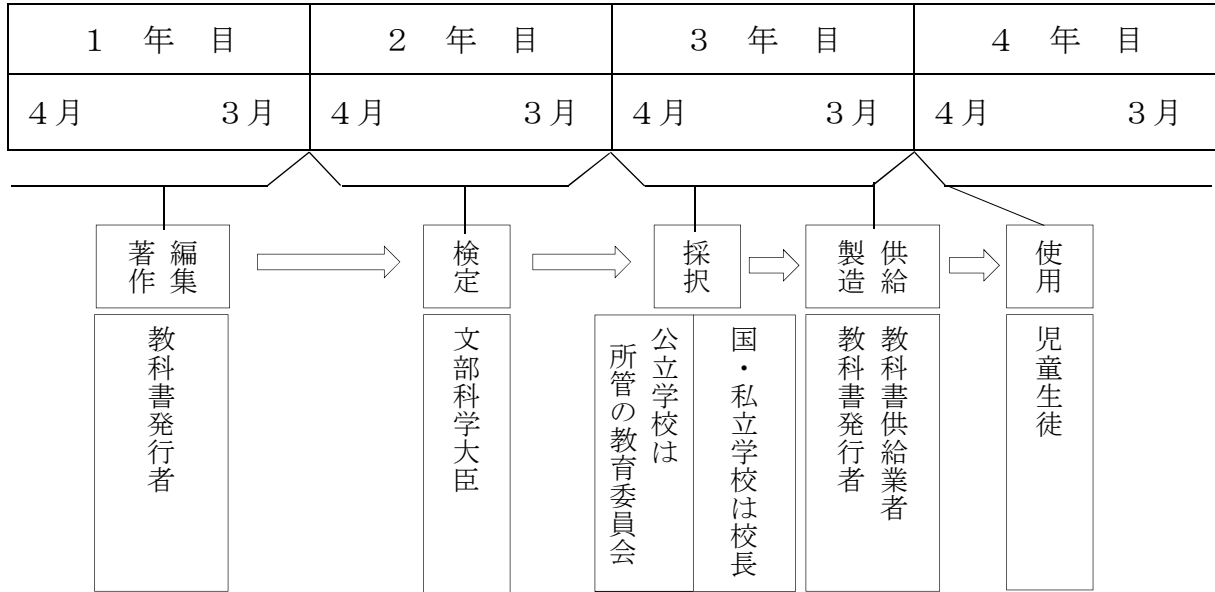 １年目
２年目
３年目
４年目
４月
３月
４月
３月
４月
３月
４月
３月
編集
著作
検定
採択
供給
製造
使用
教科書発行者
文部科学大臣
国・私立学校は校長
公立学校は
所管の教育委員会
教科書供給業者
教科書発行者
児童生徒